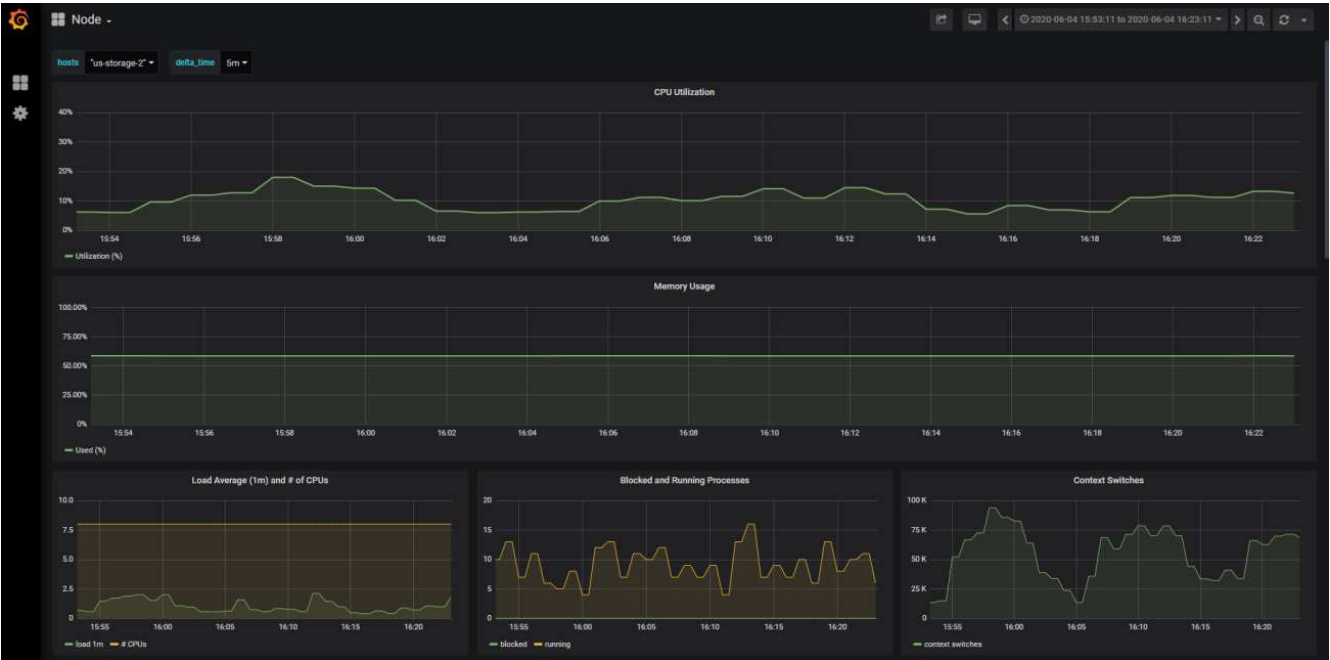 Node
2020-06-04 15:53:11 to 2020-06-04 16:23:11
hosts "us-storage-2" delta_time 5m
CPU Utilization
40%
30%
20%
10%
0%
15:54 15:56 15:58 16:00 16:02 16:04 16:06 16:08 16:10 16:12 16:14 16:16 16:18 16:20 16:22
Utilization (%)
Memory Usage
100.00%
75.00%
50.00%
25.00%
0%
15:54 15:56 15:58 16:00 16:02 16:04 16:06 16:08 16:10 16:12 16:14 16:16 16:18 16:20 16:22
Used (%)
Load Average (1m) and # of CPUs
10.0
7.5
5.0
2.5
0
15:55 16:00 16:05 16:10 16:15 16:20
load 1m # CPUs
Blocked and Running Processes
20
15
10
5
0
15:55 16:00 16:05 16:10 16:15 16:20
blocked running
Context Switches
100 K
75 K
50 K
25 K
0
15:55 16:00 16:05 16:10 16:15 16:20
context switches